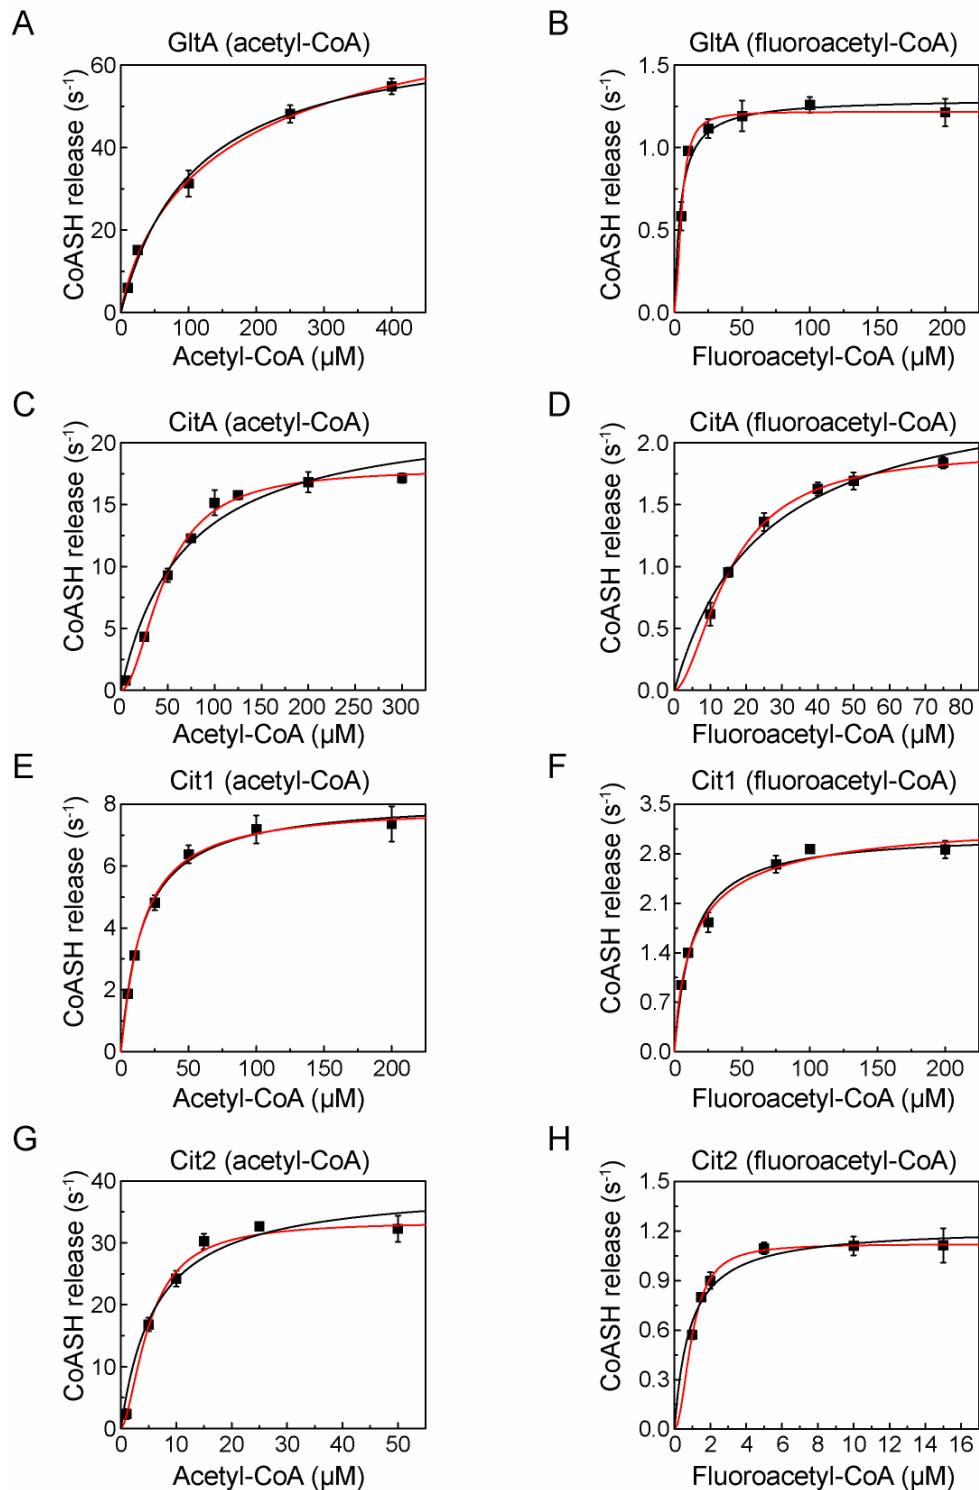 A
GltA (acetyl-CoA)
CoASH release (s⁻¹)
60
40
20
0
0 100 200 300 400
Acetyl-CoA (µM)
B
GltA (fluoroacetyl-CoA)
CoASH release (s⁻¹)
1.5
1.0
0.5
0.0
0 50 100 150 200
Fluoroacetyl-CoA (µM)
C
CitA (acetyl-CoA)
CoASH release (s⁻¹)
20
15
10
5
0
0 50 100 150 200 250 300
Acetyl-CoA (µM)
D
CitA (fluoroacetyl-CoA)
CoASH release (s⁻¹)
2.0
1.5
1.0
0.5
0.0
0 10 20 30 40 50 60 70 80
Fluoroacetyl-CoA (µM)
E
Cit1 (acetyl-CoA)
CoASH release (s⁻¹)
8
6
4
2
0
0 50 100 150 200
Acetyl-CoA (µM)
F
Cit1 (fluoroacetyl-CoA)
CoASH release (s⁻¹)
3.5
2.8
2.1
1.4
0.7
0.0
0 50 100 150 200
Fluoroacetyl-CoA (µM)
G
Cit2 (acetyl-CoA)
CoASH release (s⁻¹)
40
30
20
10
0
0 10 20 30 40 50
Acetyl-CoA (µM)
H
Cit2 (fluoroacetyl-CoA)
CoASH release (s⁻¹)
1.5
1.2
0.9
0.6
0.3
0.0
0 2 4 6 8 10 12 14 16
Fluoroacetyl-CoA (µM)